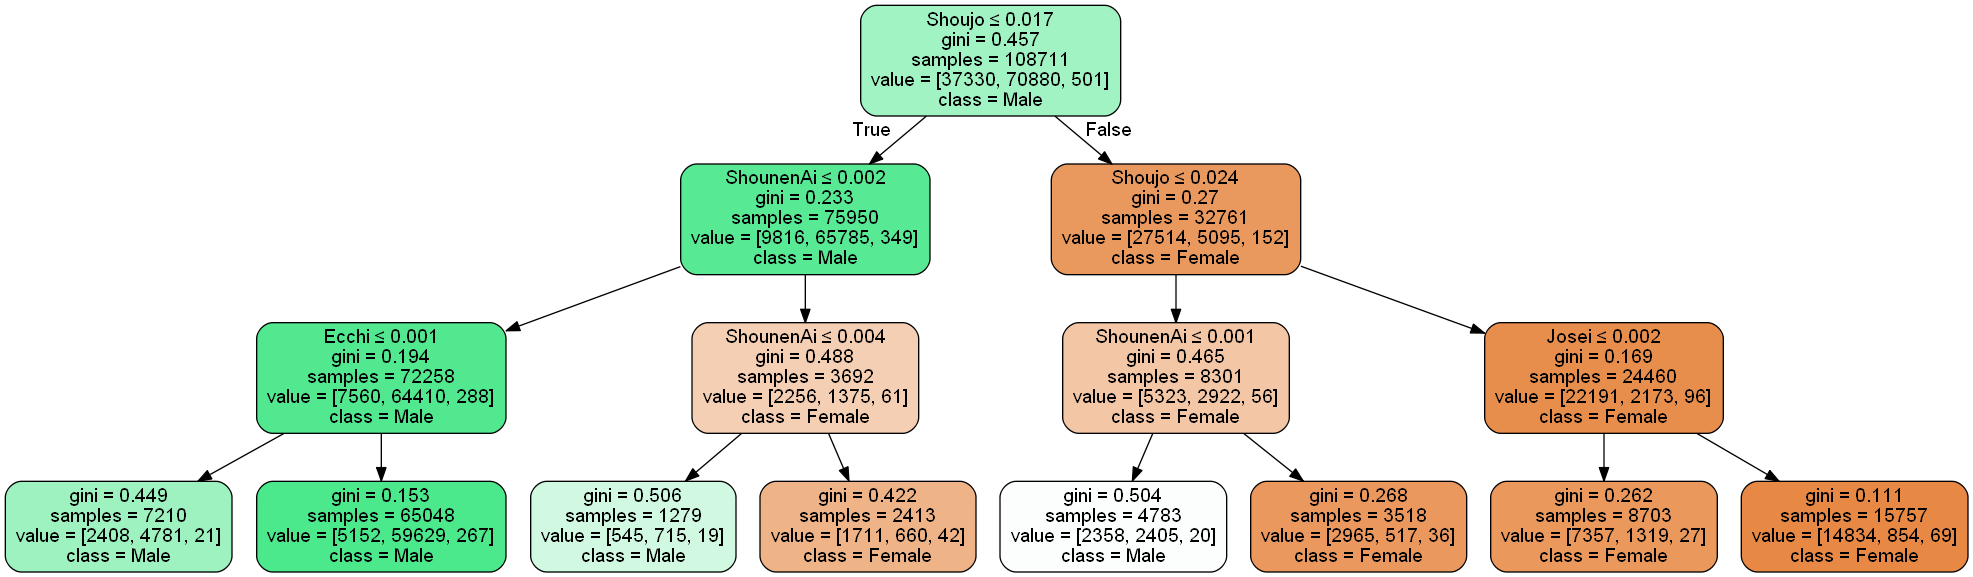 Shoujo ≤ 0.017
gini = 0.457
samples = 108711
value = [37330, 70880, 501]
class = Male
True
False
ShounenAi ≤ 0.002
gini = 0.233
samples = 75950
value = [9816, 65785, 349]
class = Male
Shoujo ≤ 0.024
gini = 0.27
samples = 32761
value = [27514, 5095, 152]
class = Female
Ecchi ≤ 0.001
gini = 0.194
samples = 72258
value = [7560, 64410, 288]
class = Male
ShounenAi ≤ 0.004
gini = 0.488
samples = 3692
value = [2256, 1375, 61]
class = Female
ShounenAi ≤ 0.001
gini = 0.465
samples = 8301
value = [5323, 2922, 56]
class = Female
Josei ≤ 0.002
gini = 0.169
samples = 24460
value = [22191, 2173, 96]
class = Female
gini = 0.449
samples = 7210
value = [2408, 4781, 21]
class = Male
gini = 0.153
samples = 65048
value = [5152, 59629, 267]
class = Male
gini = 0.506
samples = 1279
value = [545, 715, 19]
class = Male
gini = 0.422
samples = 2413
value = [1711, 660, 42]
class = Female
gini = 0.504
samples = 4783
value = [2358, 2405, 20]
class = Male
gini = 0.268
samples = 3518
value = [2965, 517, 36]
class = Female
gini = 0.262
samples = 8703
value = [7357, 1319, 27]
class = Female
gini = 0.111
samples = 15757
value = [14834, 854, 69]
class = Female